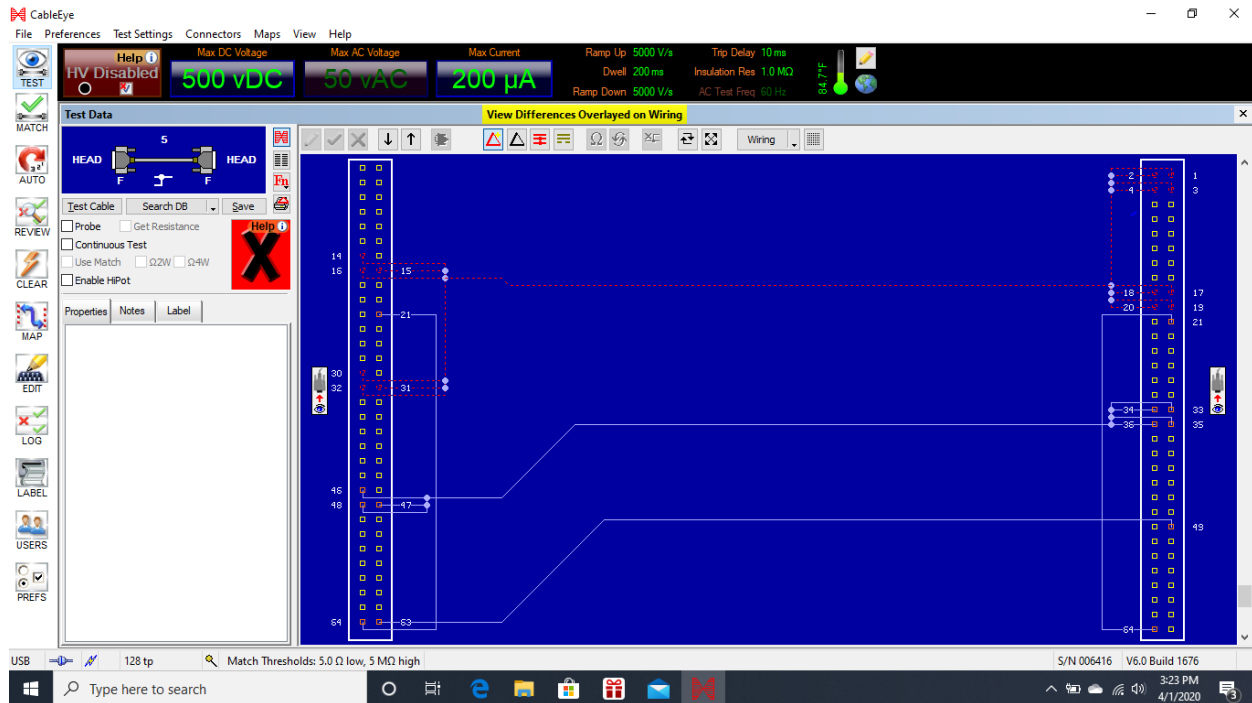 CableEye
File Preferences Test Settings Connectors Maps View Help
TEST
MATCH
AUTO
REVIEW
CLEAR
MAP
EDIT
LOG
LABEL
USERS
PREFS
Help i
HV Disabled
Max DC Voltage
500 vDC
Max AC Voltage
50 vAC
Max Current
200 µA
Ramp Up 5000 V/s
Dwell 200 ms
Ramp Down 5000 V/s
Trip Delay 10 ms
Insulation Res 1.0 MΩ
AC Test Freq 60 Hz
84.7°F
Test Data
View Differences Overlayed on Wiring
5
HEAD HEAD
F F
Fn
Test Cable Search DB Save
Probe Get Resistance
Continuous Test
Use Match Ω2W Ω4W
Enable HiPot
Help i
X
Properties Notes Label
Ω
Wiring
14
16 15
21
30
32 31
46
48 47
64 63
2 1
4 3
18 17
20 19
21
34 33
36 35
49
64
USB 128 tp Match Thresholds: 5.0 Ω low, 5 MΩ high S/N 006416 V6.0 Build 1676
Type here to search
3:23 PM
4/1/2020
3